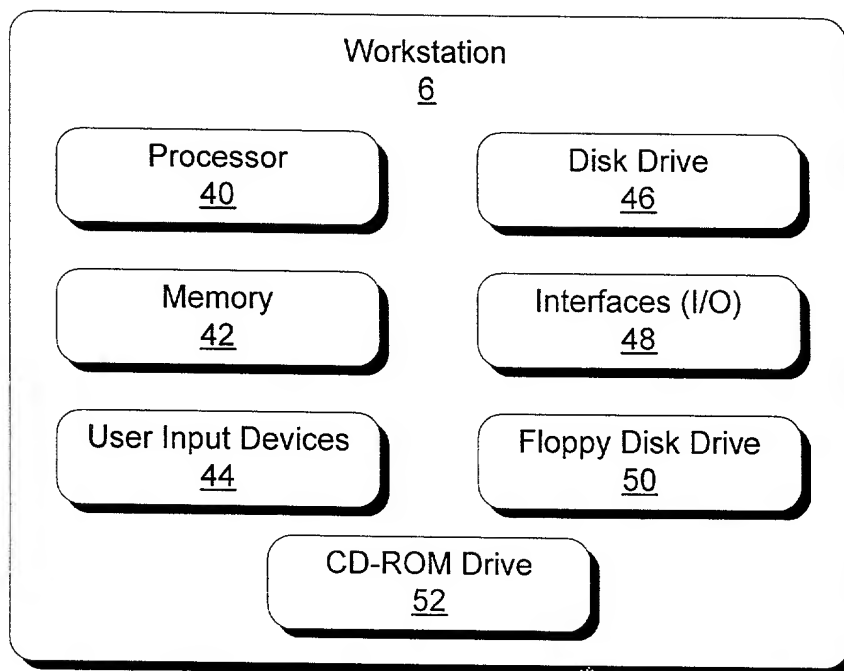 Workstation
6
Processor
40
Disk Drive
46
Memory
42
Interfaces (I/O)
48
User Input Devices
44
Floppy Disk Drive
50
CD-ROM Drive
52